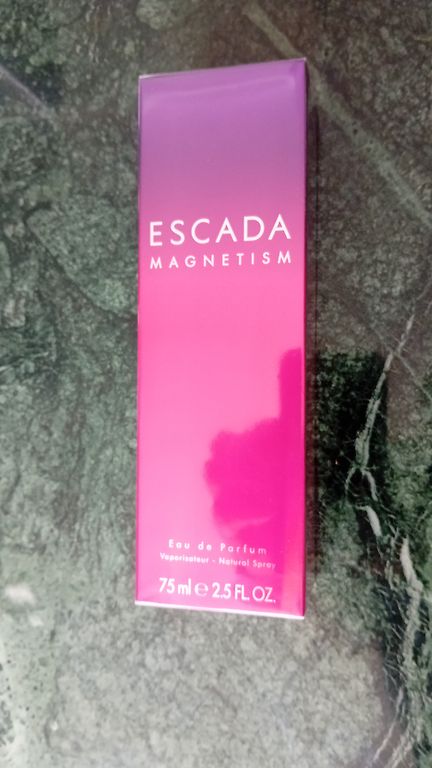 ESCADA
MAGNETISM
Eau de Parfum
Vaporisateur - Natural Spray
75 ml e 2.5 FL. OZ.